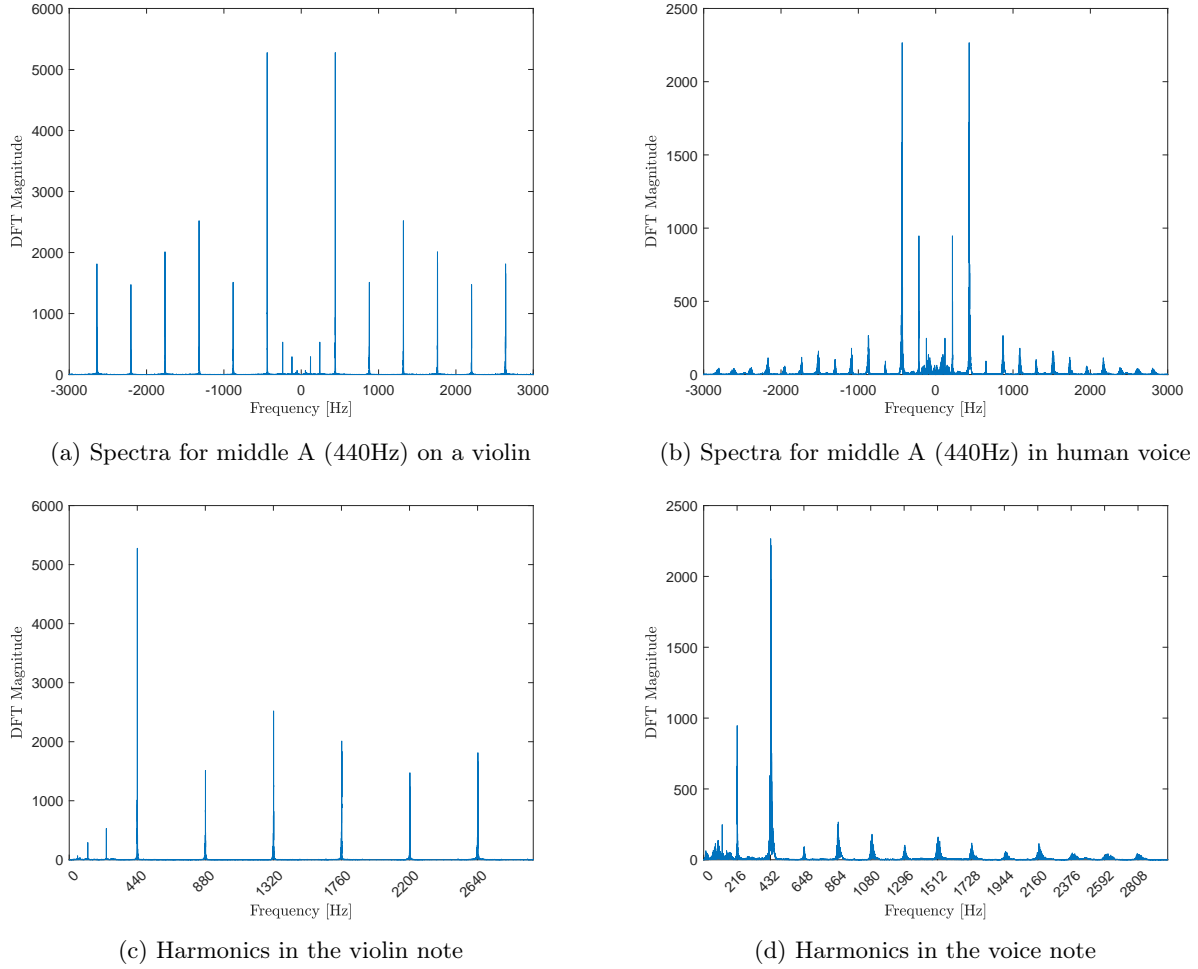 6000
5000
4000
3000
2000
1000
0
DFT Magnitude
-3000 -2000 -1000 0 1000 2000 3000
Frequency [Hz]
(a) Spectra for middle A (440Hz) on a violin
2500
2000
1500
1000
500
0
DFT Magnitude
-3000 -2000 -1000 0 1000 2000 3000
Frequency [Hz]
(b) Spectra for middle A (440Hz) in human voice
6000
5000
4000
3000
2000
1000
0
DFT Magnitude
0 440 880 1320 1760 2200 2640
Frequency [Hz]
(c) Harmonics in the violin note
2500
2000
1500
1000
500
0
DFT Magnitude
0 216 432 648 864 1080 1296 1512 1728 1944 2160 2376 2592 2808
Frequency [Hz]
(d) Harmonics in the voice note